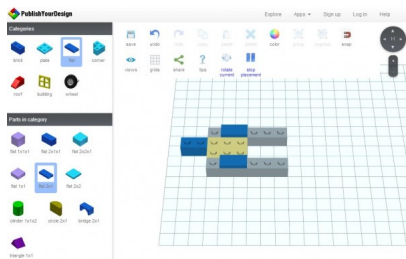 PublishYourDesign
Explore Apps Sign up Log in Help
Categories
brick plate flat corner
roof building wheel
save undo color snap
move grids share tips rotate current stop placement
Parts in category
flat 1x1x1 flat 2x1x1 flat 2x2x1
flat 1x1 flat 2x1 flat 2x2
cilinder 1x1x2 circle 2x1 bridge 2x1
triangle 1x1